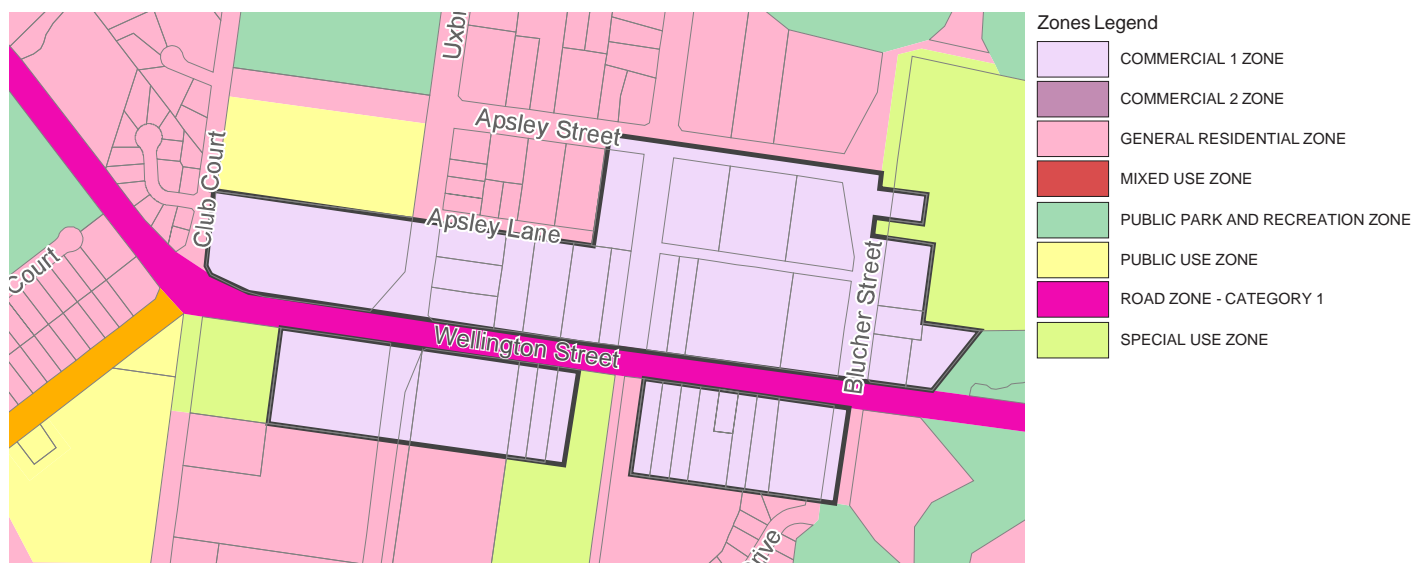 Uxbri
Apsley Street
Club Court
Apsley Lane
Court
Wellington Street
Blucher Street
rive
Zones Legend
COMMERCIAL 1 ZONE
COMMERCIAL 2 ZONE
GENERAL RESIDENTIAL ZONE
MIXED USE ZONE
PUBLIC PARK AND RECREATION ZONE
PUBLIC USE ZONE
ROAD ZONE - CATEGORY 1
SPECIAL USE ZONE